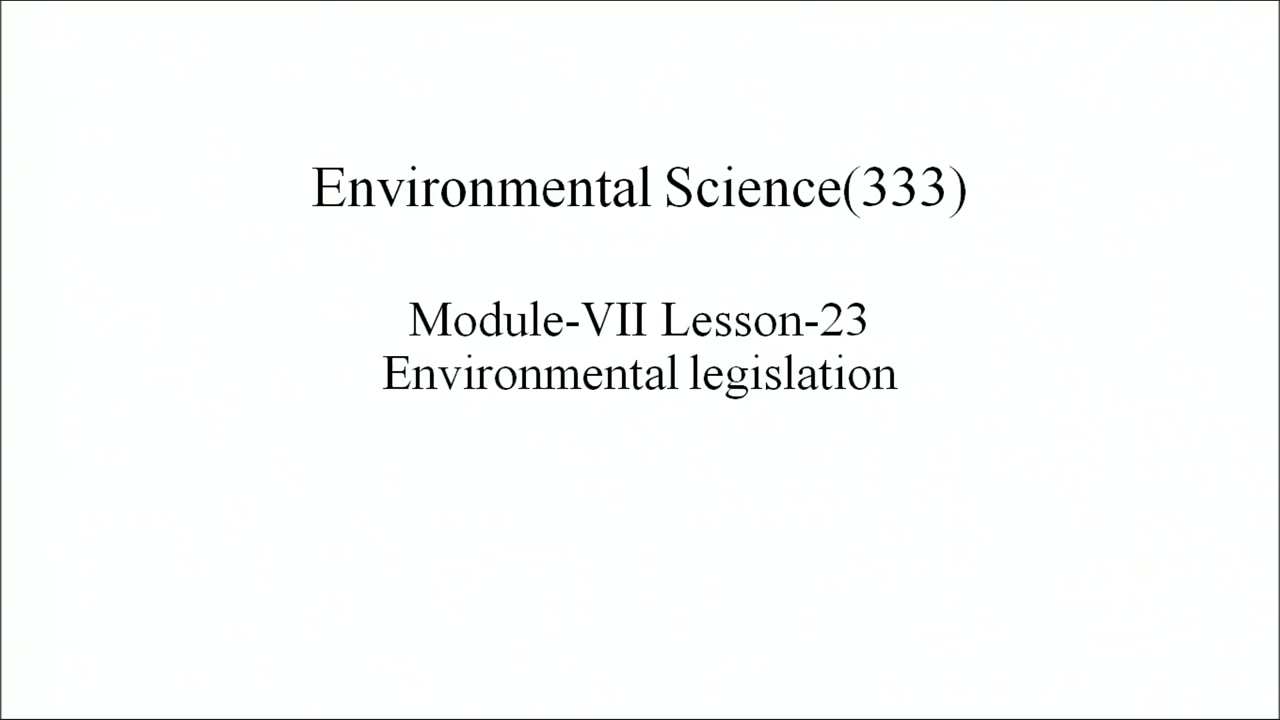 Environmental Science(333)
Module-VII Lesson-23
Environmental legislation